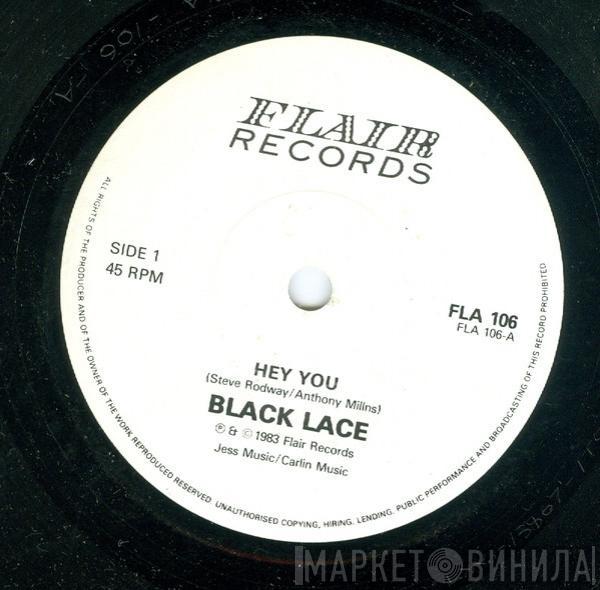 FLAIR
RECORDS
SIDE 1
45 RPM
FLA 106
FLA 106-A
HEY YOU
(Steve Rodway/Anthony Millns)
BLACK LACE
℗ & © 1983 Flair Records
Jess Music/Carlin Music
ALL RIGHTS OF THE PRODUCER AND OF THE OWNER OF THE WORK REPRODUCED RESERVED. UNAUTHORISED COPYING, HIRING, LENDING, PUBLIC PERFORMANCE AND BROADCASTING OF THIS RECORD PROHIBITED
МАРКЕТ ВИНИЛА